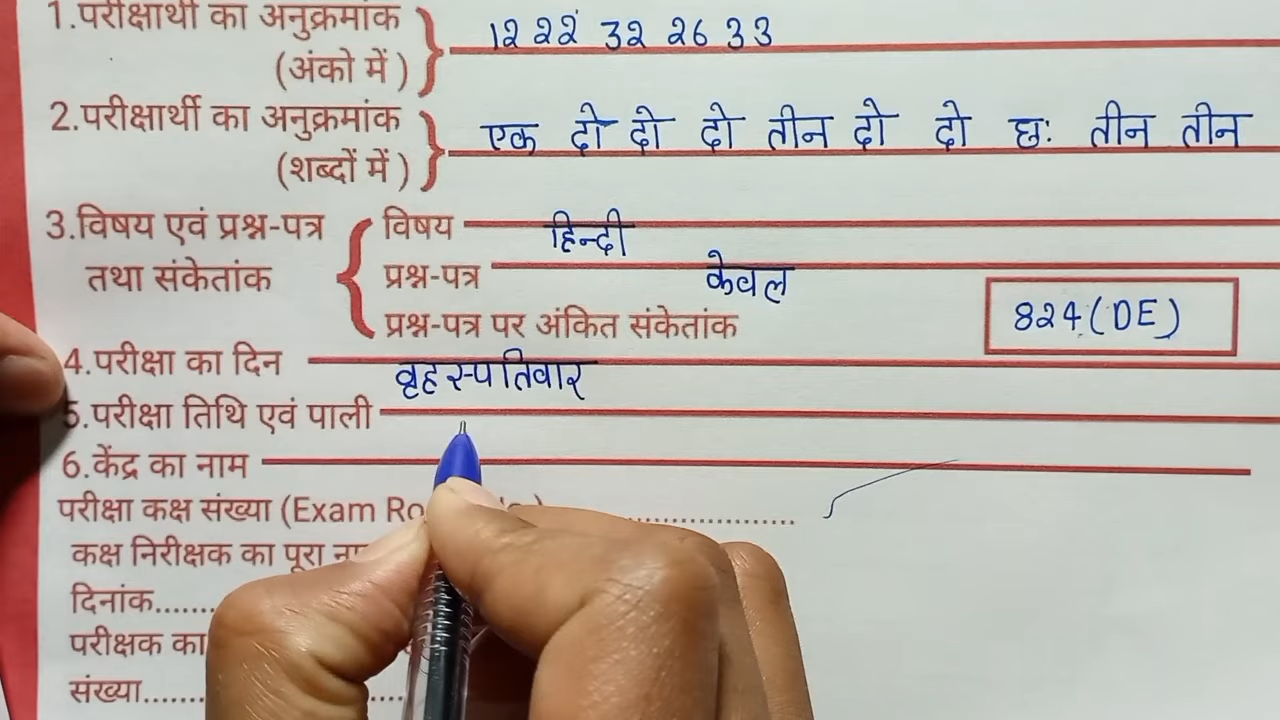 1.परीक्षार्थी का अनुक्रमांक
(अंको में )
12 22 32 26 33
2.परीक्षार्थी का अनुक्रमांक
(शब्दों में )
एक दो दो दो तीन दो दो छः तीन तीन
3.विषय एवं प्रश्न-पत्र
तथा संकेतांक
विषय हिन्दी
प्रश्न-पत्र केवल
प्रश्न-पत्र पर अंकित संकेतांक 824(DE)
4.परीक्षा का दिन वृहस्पतिवार
5.परीक्षा तिथि एवं पाली
6.केंद्र का नाम
परीक्षा कक्ष संख्या (Exam
कक्ष निरीक्षक का पूरा
दिनांक.......
परीक्षक का
संख्या.......